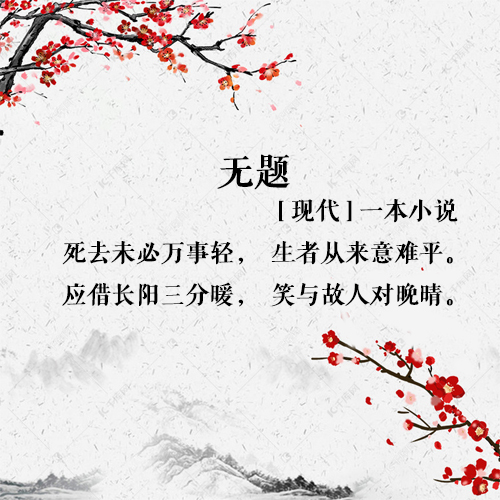 无题
［现代］一本小说
死去未必万事轻， 生者从来意难平。
应借长阳三分暖， 笑与故人对晚晴。